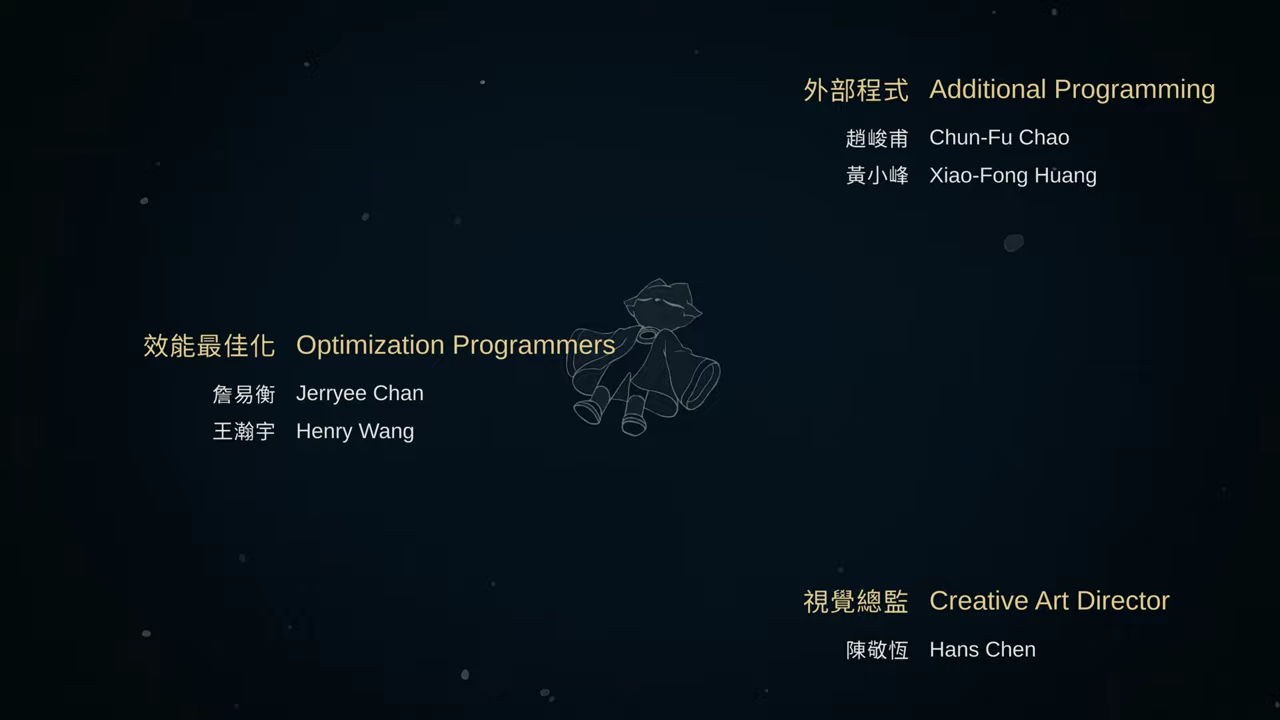 外部程式 Additional Programming
趙峻甫 Chun-Fu Chao
黃小峰 Xiao-Fong Huang
效能最佳化 Optimization Programmers
詹易衡 Jerryee Chan
王瀚宇 Henry Wang
視覺總監 Creative Art Director
陳敬恆 Hans Chen